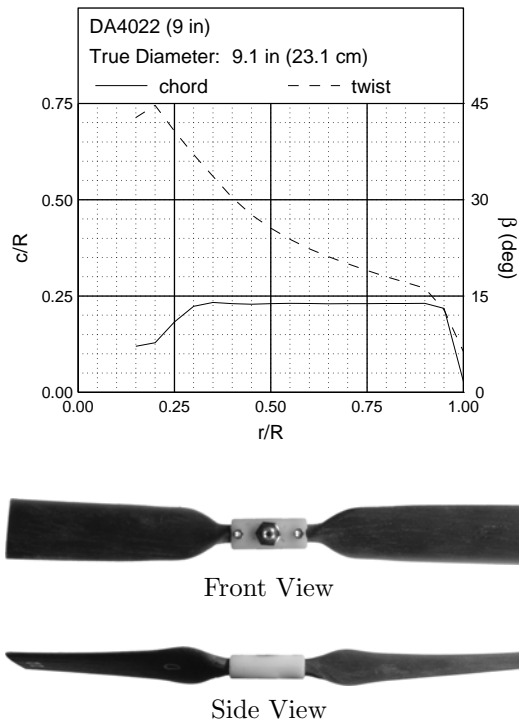 DA4022 (9 in)
True Diameter: 9.1 in (23.1 cm)
chord twist
0.75 45
0.50 30
0.25 15
0.00 0
c/R
β (deg)
0.00 0.25 0.50 0.75 1.00
r/R
Front View
Side View